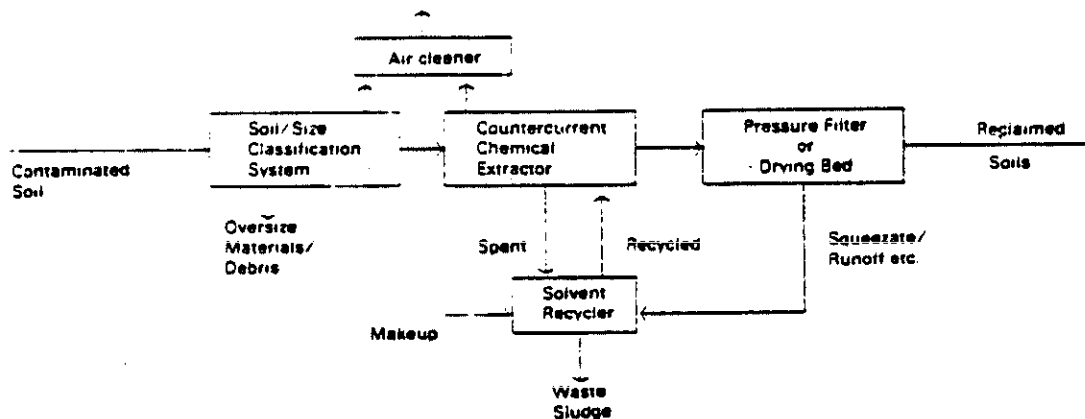 Air cleaner
Soil/Size
Classification
System
Countercurrent
Chemical
Extractor
Pressure Filter
or
Drying Bed
Reclaimed
Soils
Contaminated
Soil
Oversize
Materials/
Debris
Spent
Recycled
Squeezate/
Runoff etc.
Solvent
Recycler
Makeup
Waste
Sludge